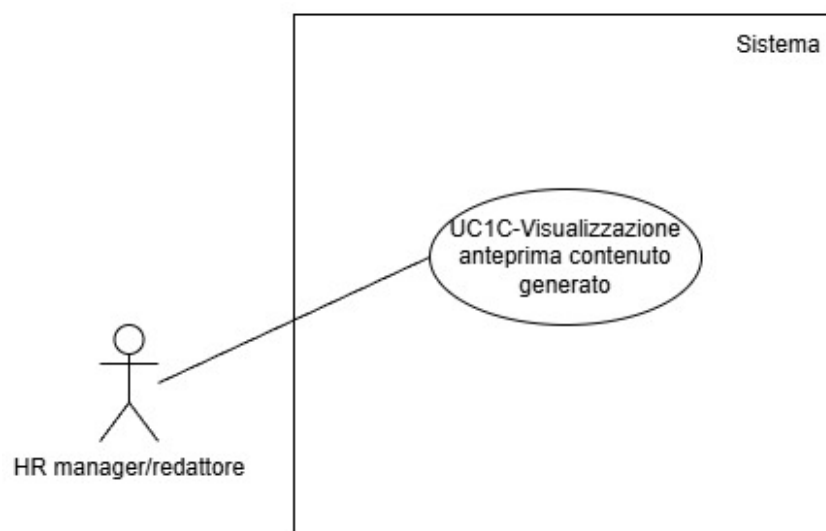 Sistema
UC1C-Visualizzazione
anteprima contenuto
generato
HR manager/redattore